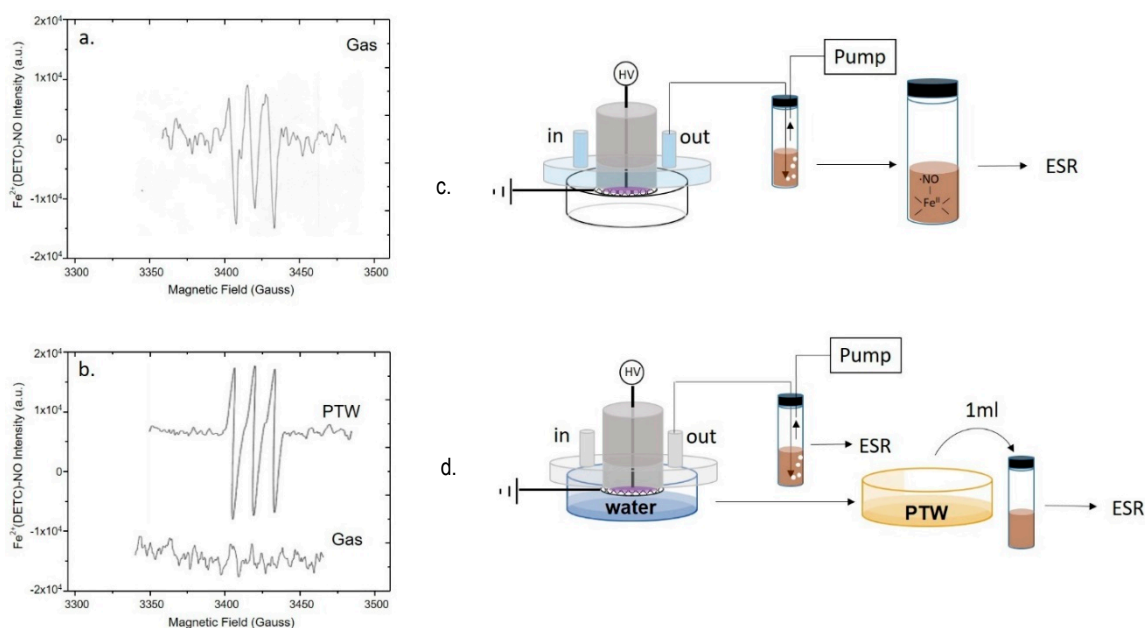 a.
Gas
2x10⁴
1x10⁴
0
-1x10⁴
-2x10⁴
Fe²⁺(DETC)-NO Intensity (a.u.)
3300 3350 3400 3450 3500
Magnetic Field (Gauss)
c.
HV
in
out
Pump
·NO
Feᴵᴵ
ESR
b.
PTW
Gas
2x10⁴
1x10⁴
0
-1x10⁴
-2x10⁴
Fe²⁺(DETC)-NO Intensity (a.u.)
3300 3350 3400 3450 3500
Magnetic Field (Gauss)
d.
HV
in
out
water
Pump
ESR
PTW
1ml
ESR